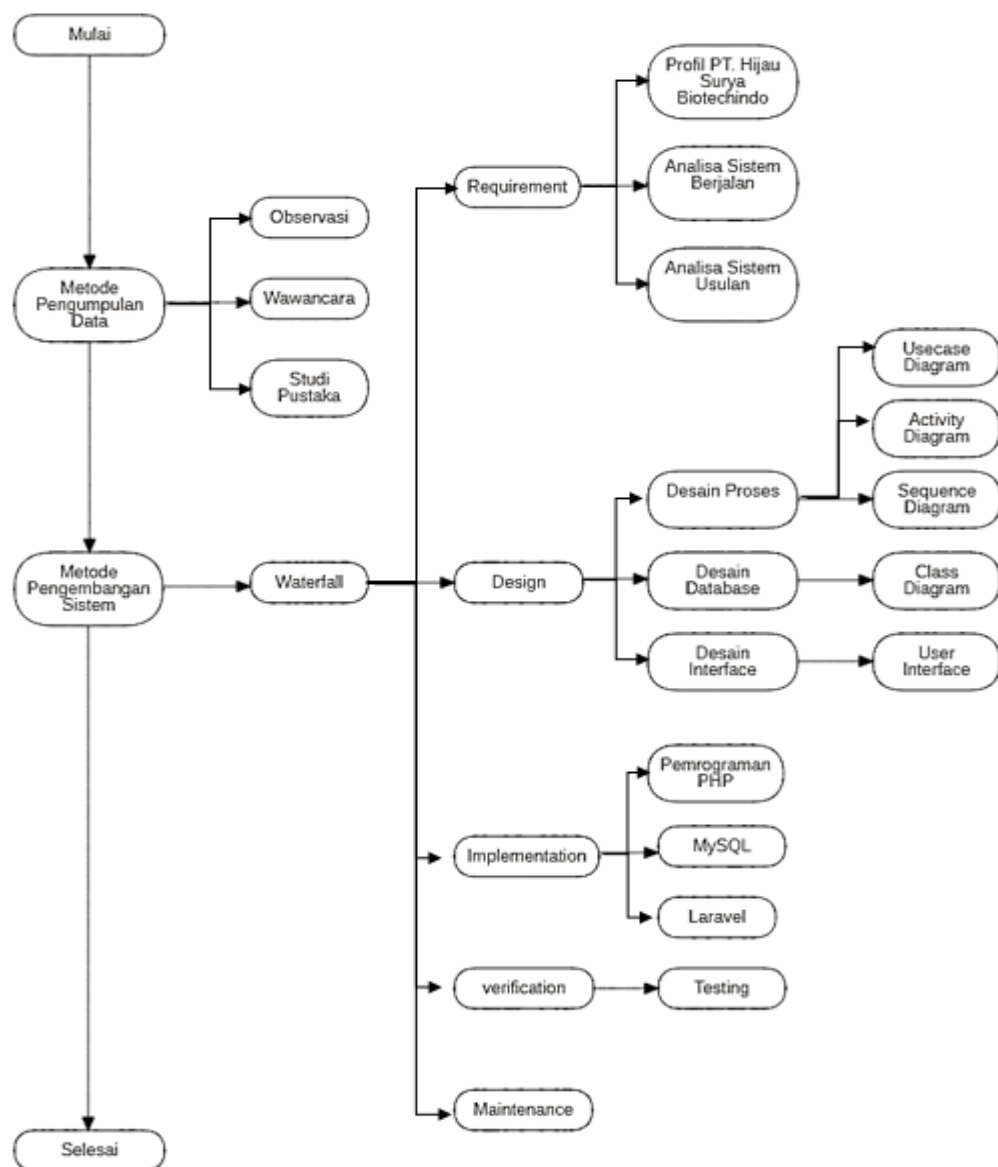 Mulai
Profil PT. Hijau
Surya
Biotechindo
Requirement
Analisa Sistem
Berjalan
Observasi
Analisa Sistem
Usulan
Metode
Pengumpulan
Data
Wawancara
Studi
Pustaka
Usecase
Diagram
Activity
Diagram
Desain Proses
Sequence
Diagram
Metode
Pengembangan
Sistem
Waterfall
Design
Desain
Database
Class
Diagram
Desain
Interface
User
Interface
Pemrograman
PHP
Implementation
MySQL
Laravel
verification
Testing
Maintenance
Selesai